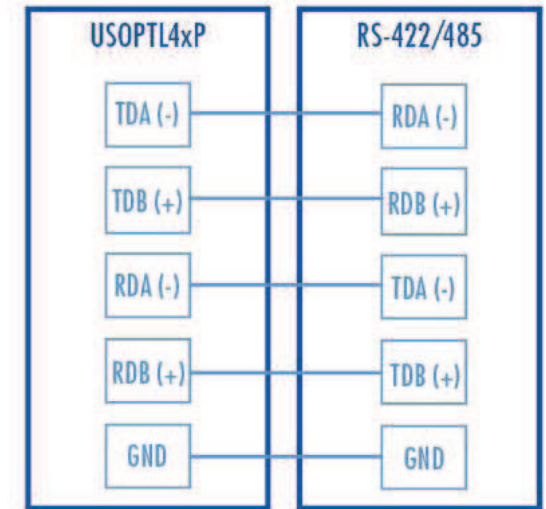 USOPTL4xP RS-422/485
TDA (-) RDA (-)
TDB (+) RDB (+)
RDA (-) TDA (-)
RDB (+) TDB (+)
GND GND